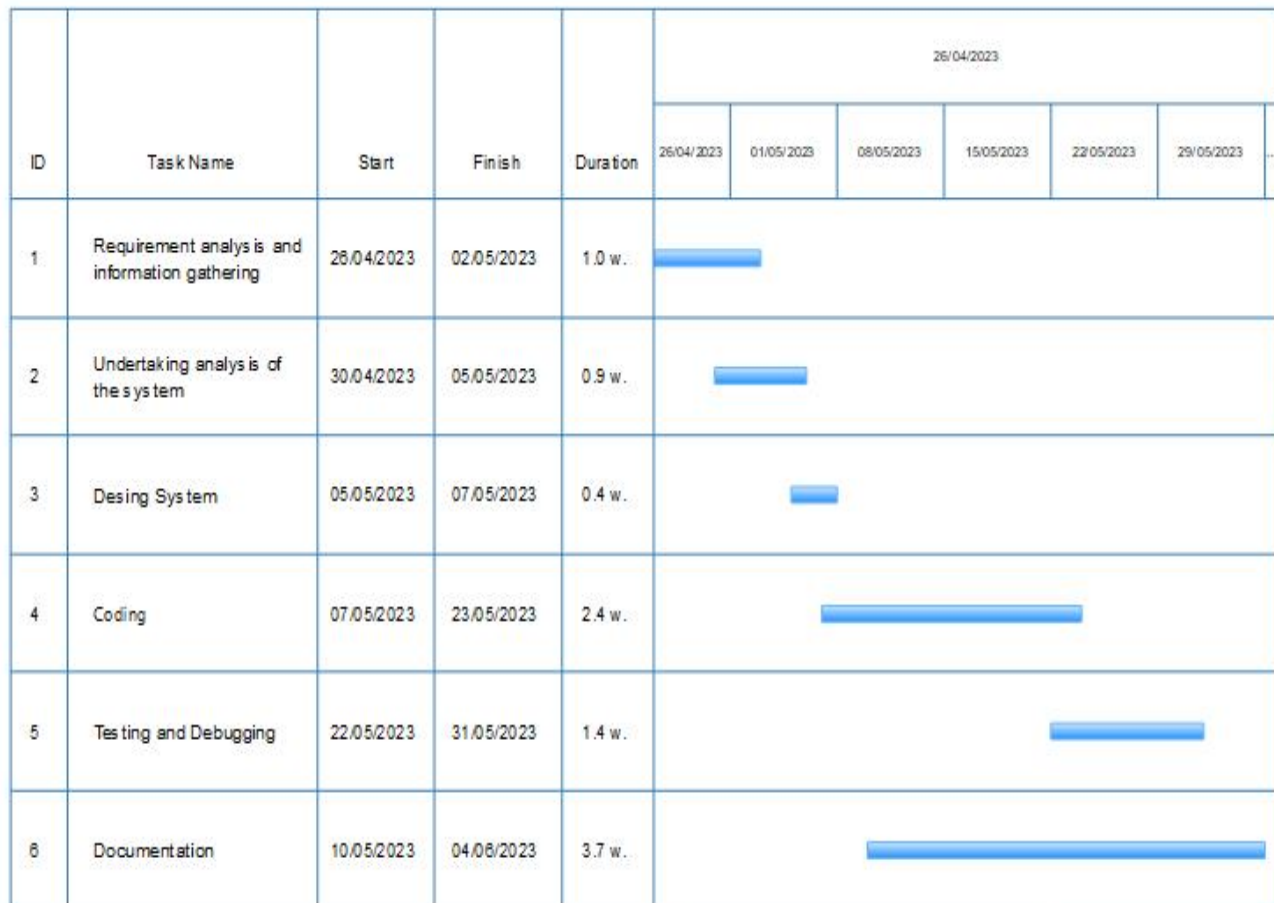 26/04/2023
ID Task Name Start Finish Duration 26/04/2023 01/05/2023 08/05/2023 15/05/2023 22/05/2023 29/05/2023 ...
1 Requirement analysis and information gathering 26/04/2023 02/05/2023 1.0 w.
2 Undertaking analysis of the system 30/04/2023 05/05/2023 0.9 w.
3 Desing System 05/05/2023 07/05/2023 0.4 w.
4 Coding 07/05/2023 23/05/2023 2.4 w.
5 Testing and Debugging 22/05/2023 31/05/2023 1.4 w.
6 Documentation 10/05/2023 04/06/2023 3.7 w.